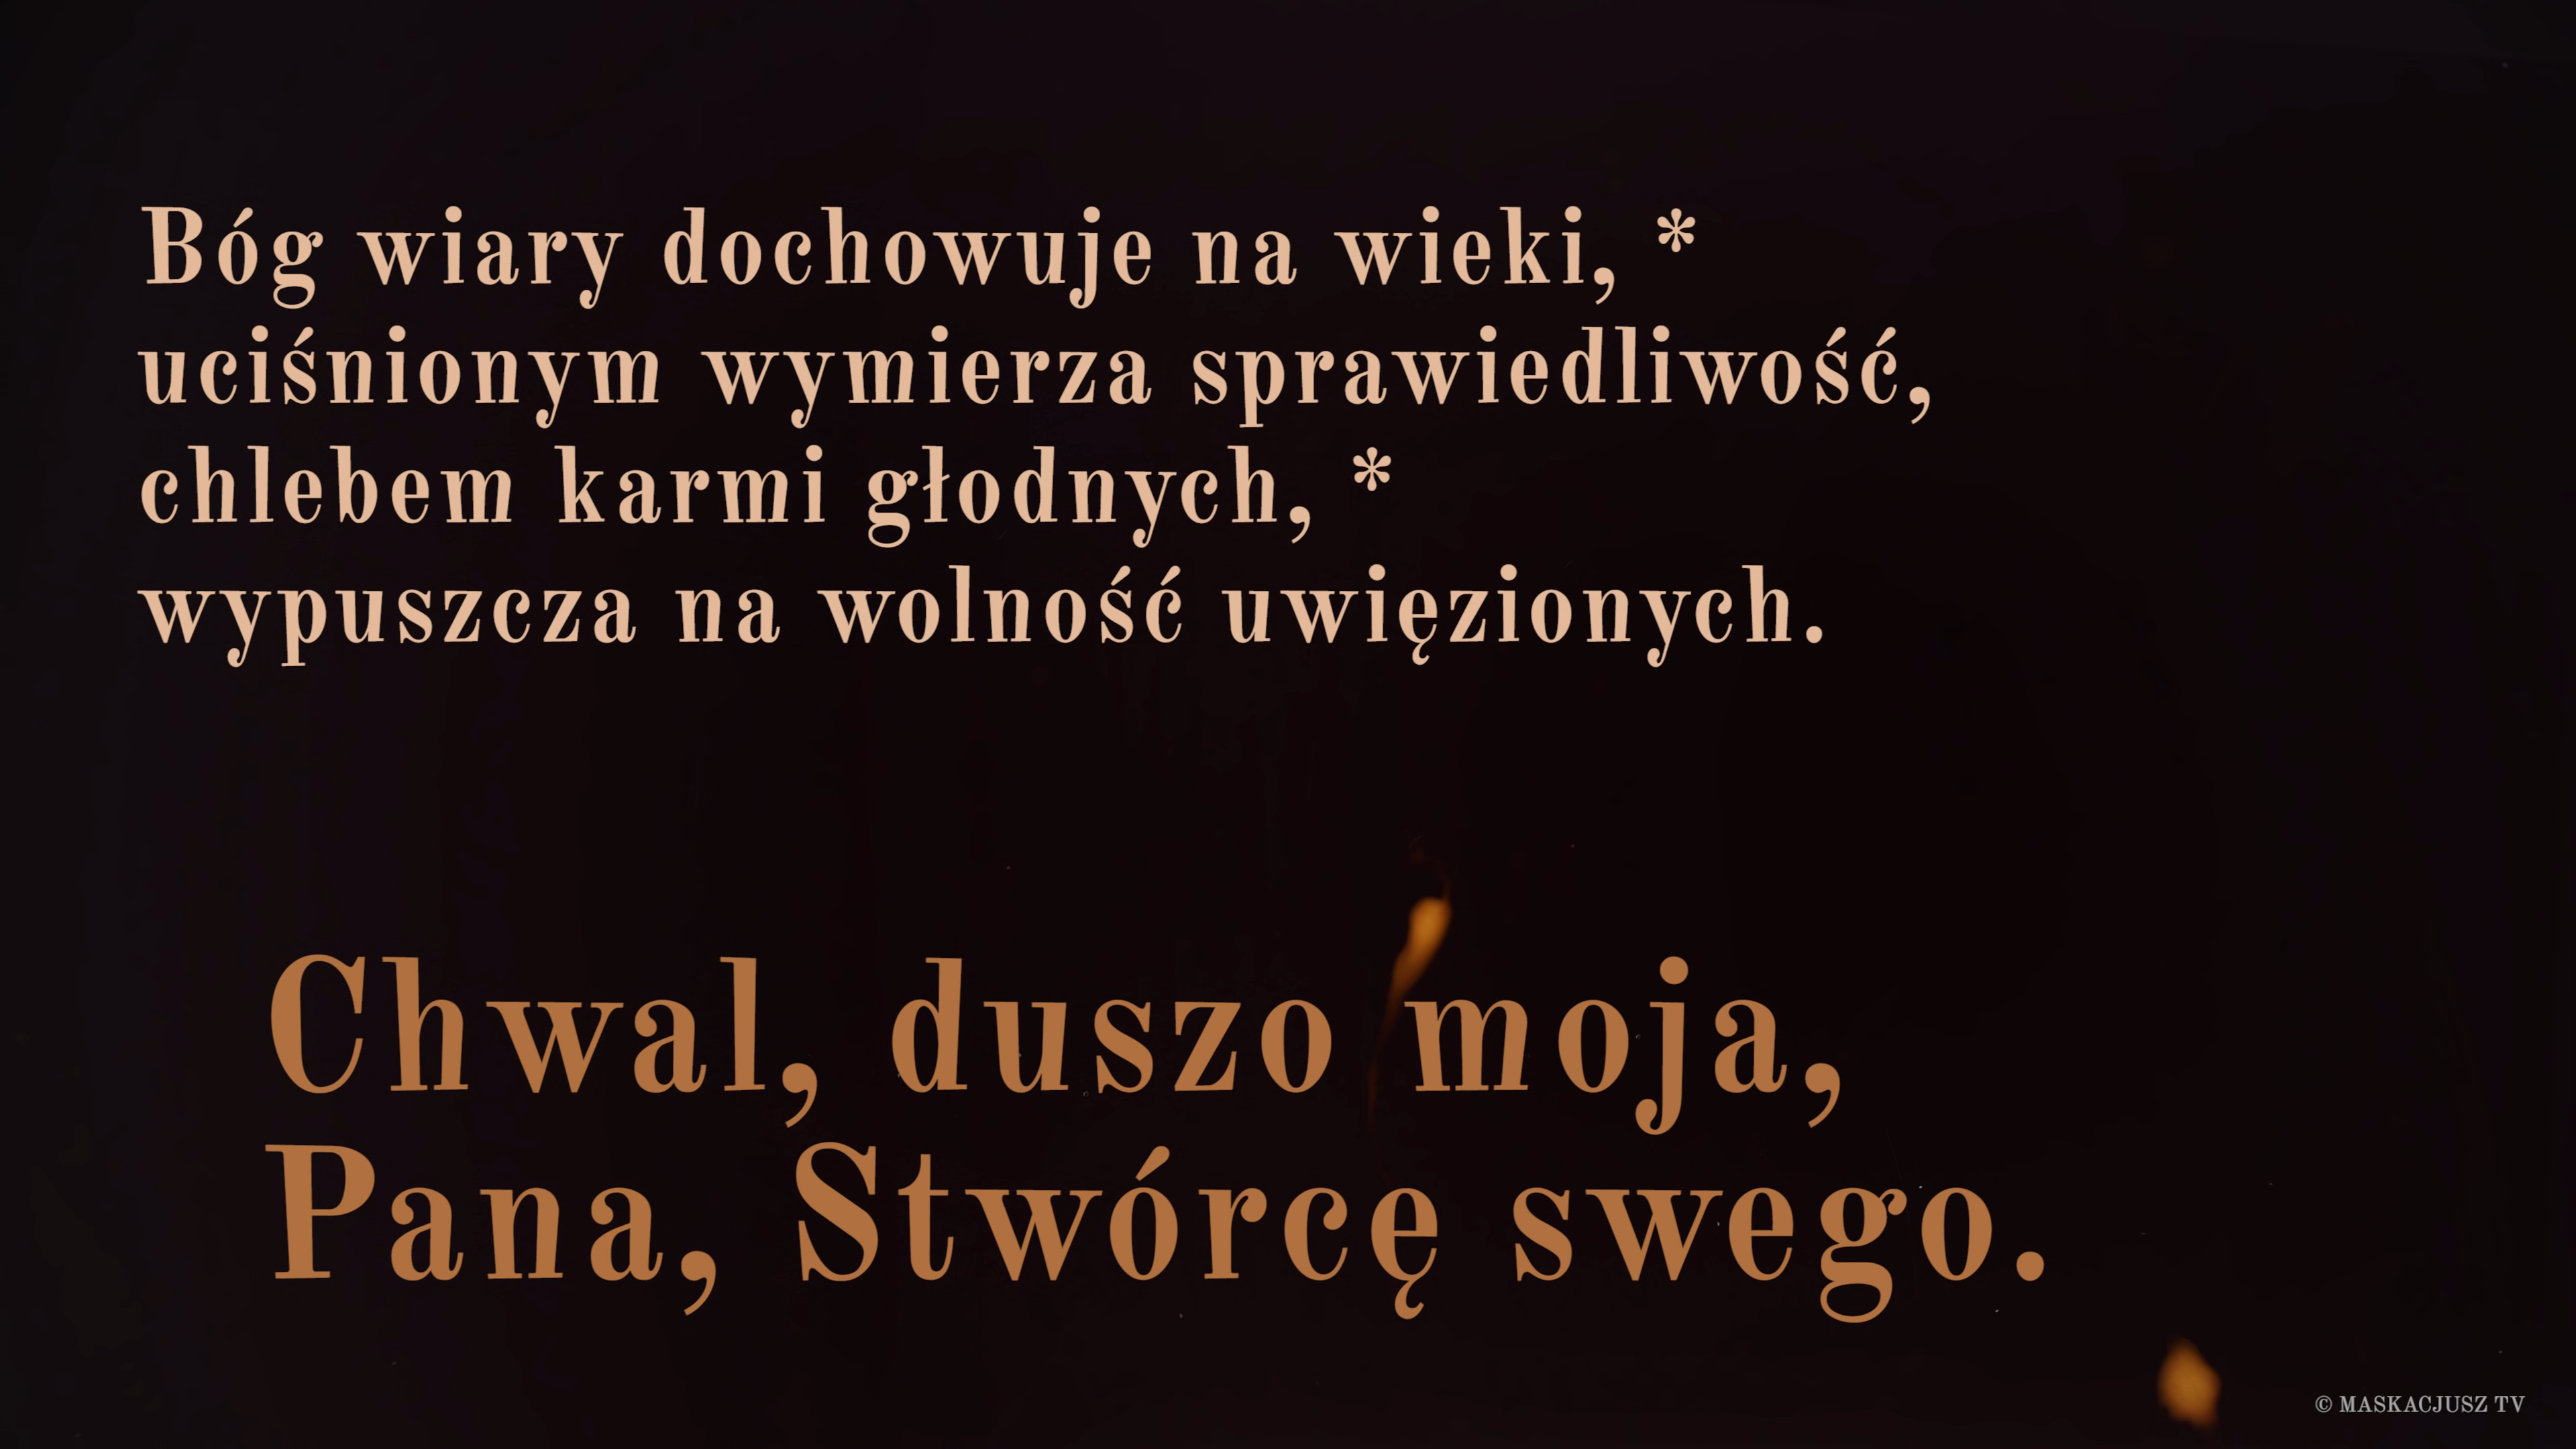 Bóg wiary dochowuje na wieki, *
uciśnionym wymierza sprawiedliwość,
chlebem karmi głodnych, *
wypuszcza na wolność uwięzionych.
Chwal, duszo moja,
Pana, Stwórcę swego.
© MASKACJUSZ TV